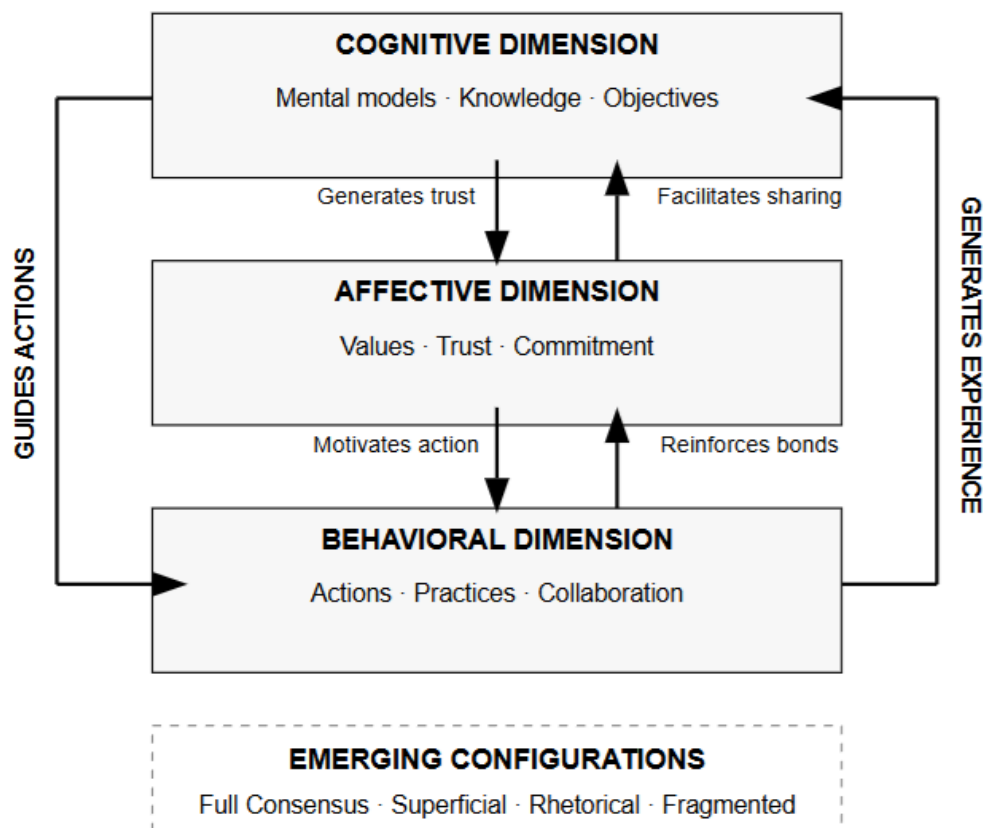 COGNITIVE DIMENSION
Mental models · Knowledge · Objectives
Generates trust
Facilitates sharing
GUIDES ACTIONS
GENERATES EXPERIENCE
AFFECTIVE DIMENSION
Values · Trust · Commitment
Motivates action
Reinforces bonds
BEHAVIORAL DIMENSION
Actions · Practices · Collaboration
EMERGING CONFIGURATIONS
Full Consensus · Superficial · Rhetorical · Fragmented